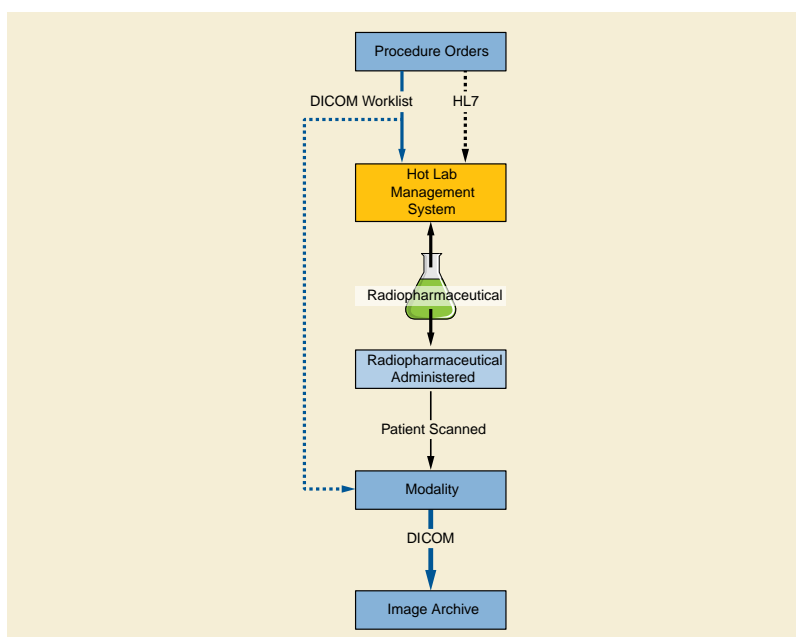 Procedure Orders
DICOM Worklist
HL7
Hot Lab
Management
System
Radiopharmaceutical
Radiopharmaceutical
Administered
Patient Scanned
Modality
DICOM
Image Archive